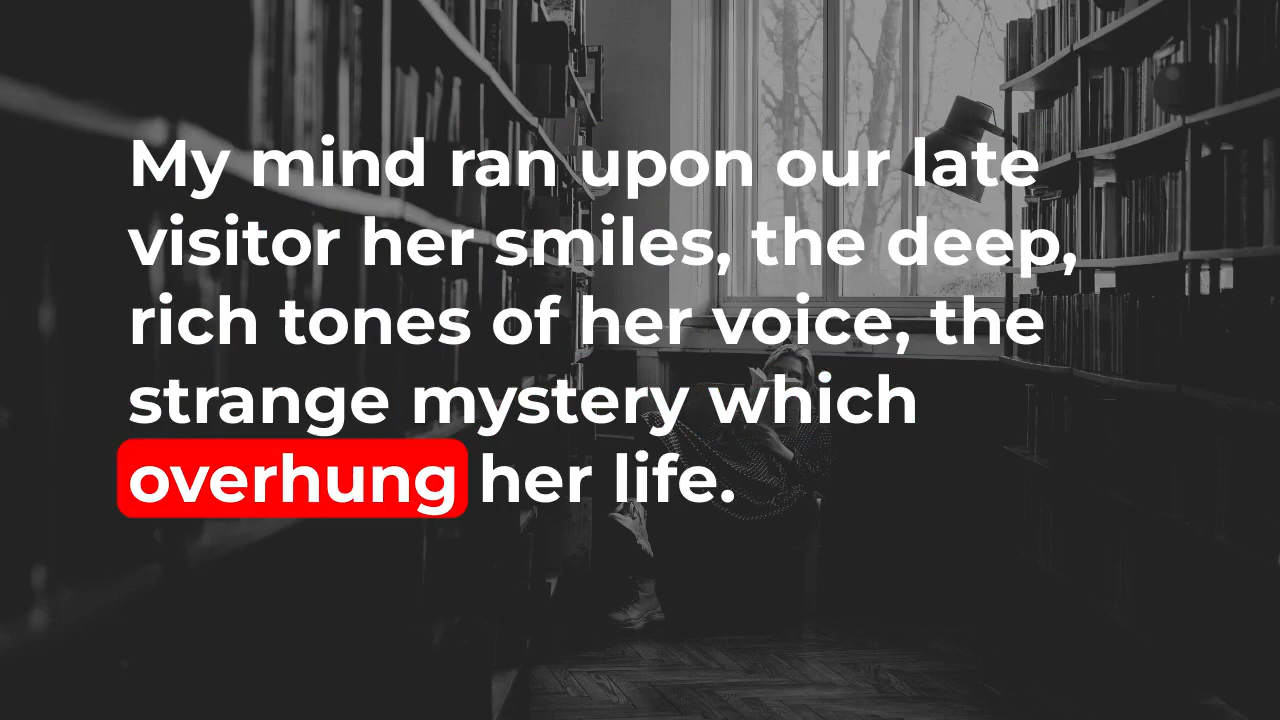 My mind ran upon our late
visitor her smiles, the deep,
rich tones of her voice, the
strange mystery which
overhung her life.